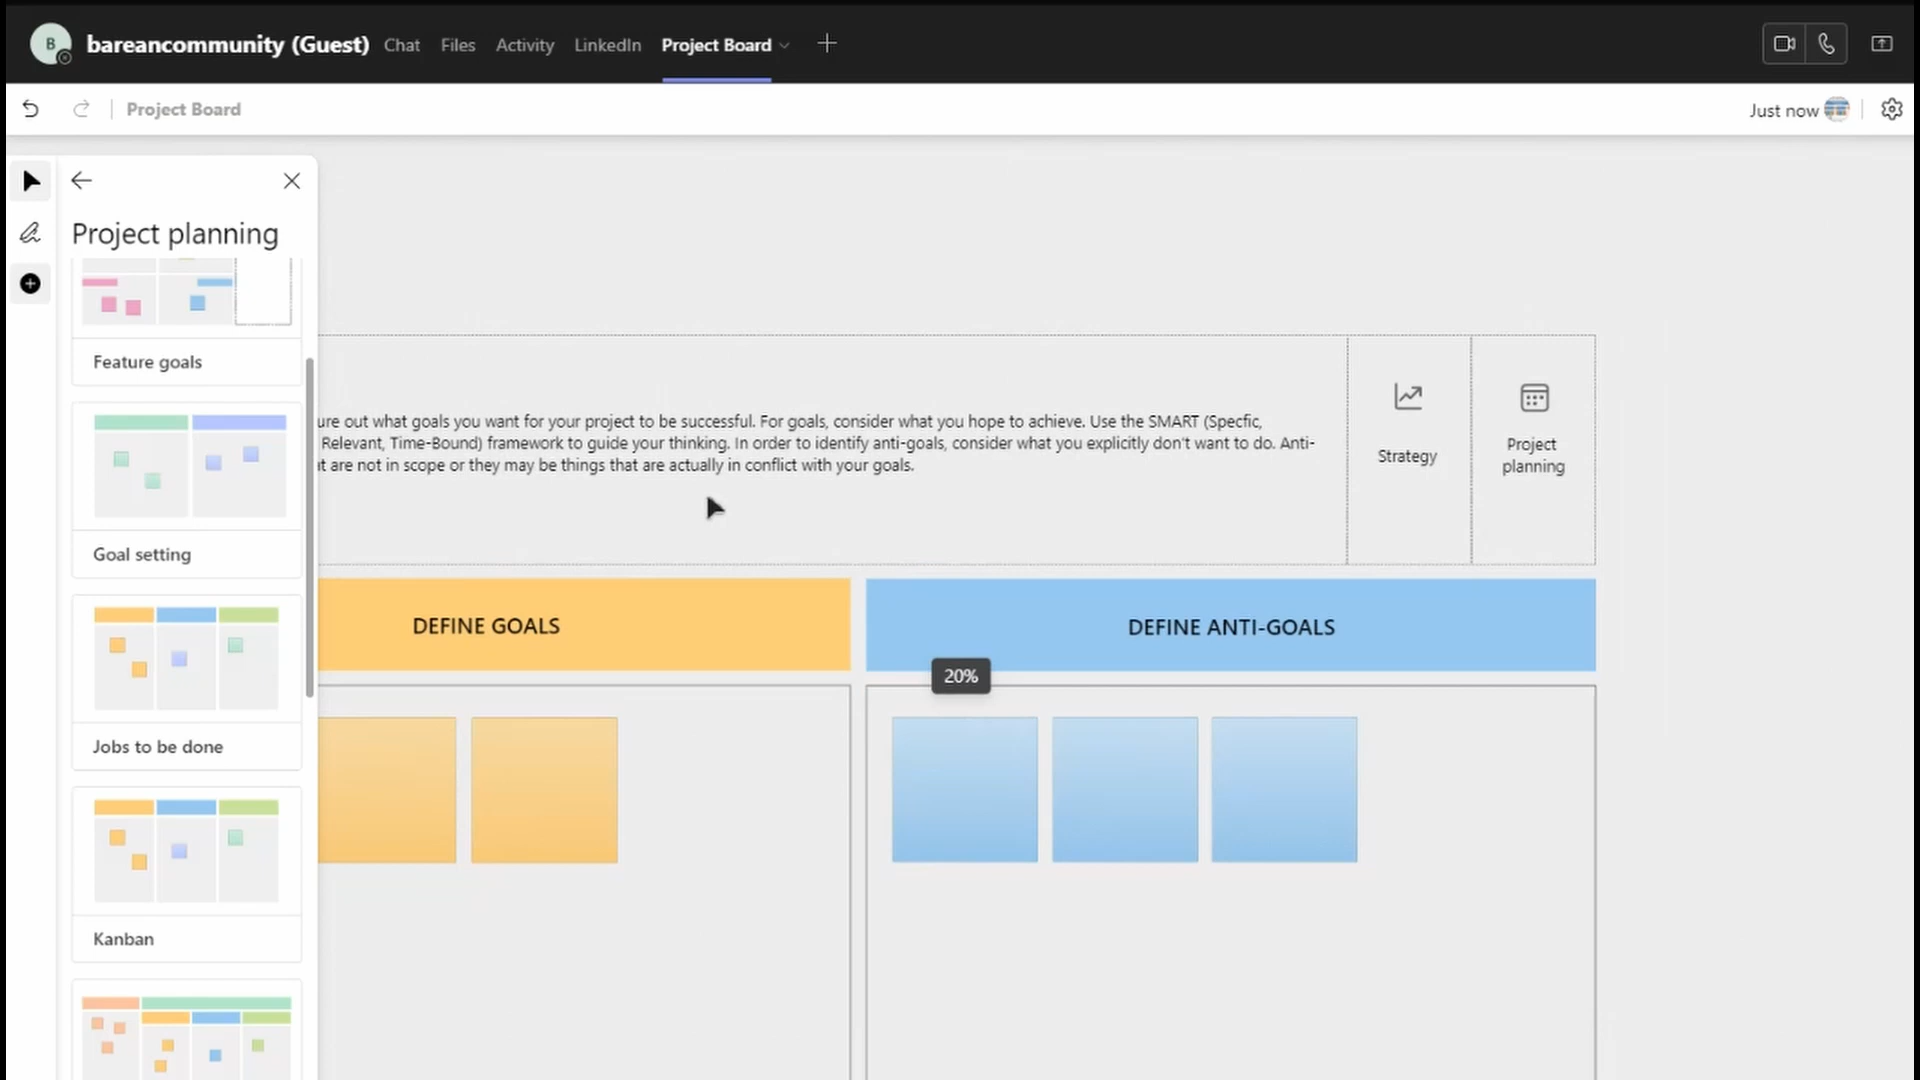 B bareancommunity (Guest) Chat Files Activity LinkedIn Project Board
Project Board
Just now
Project planning
Feature goals
Goal setting
Jobs to be done
Kanban
ure out what goals you want for your project to be successful. For goals, consider what you hope to achieve. Use the SMART (Specfic,
Relevant, Time-Bound) framework to guide your thinking. In order to identify anti-goals, consider what you explicitly don't want to do. Anti-
t are not in scope or they may be things that are actually in conflict with your goals.
Strategy
Project
planning
DEFINE GOALS
DEFINE ANTI-GOALS
20%